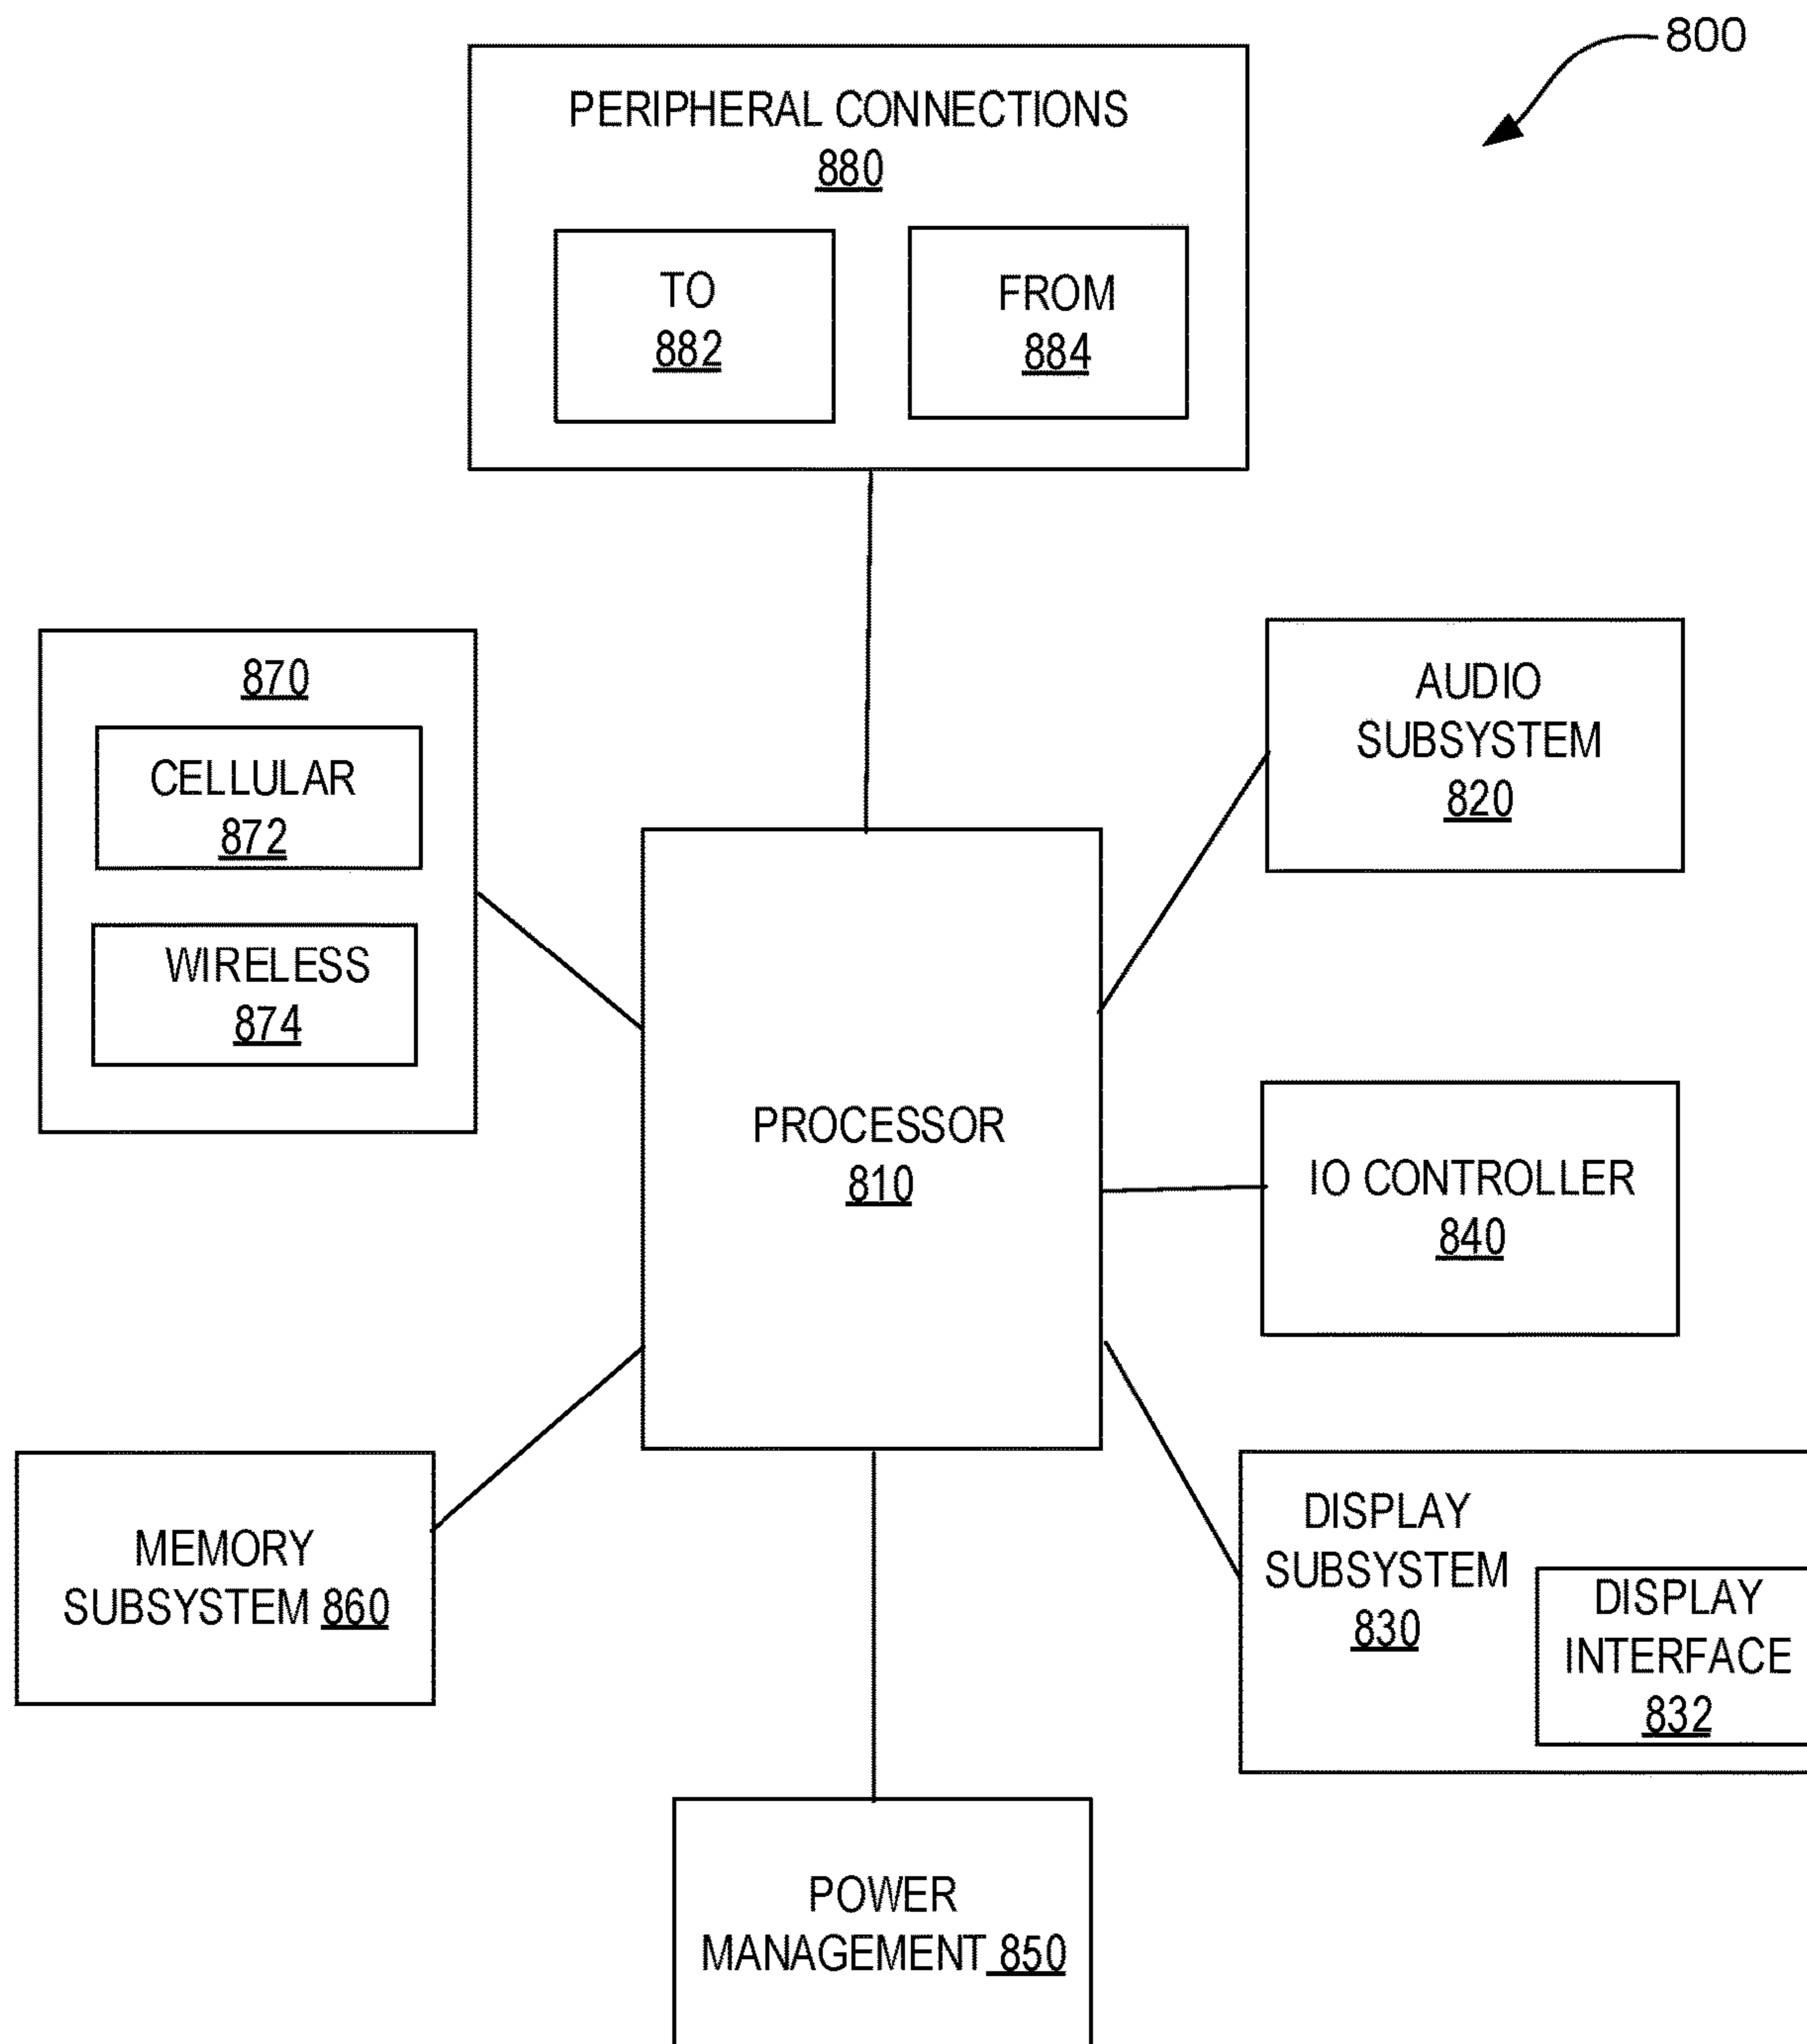 800
PERIPHERAL CONNECTIONS
880
TO
882
FROM
884
870
CELLULAR
872
WIRELESS
874
AUDIO
SUBSYSTEM
820
PROCESSOR
810
IO CONTROLLER
840
MEMORY
SUBSYSTEM 860
DISPLAY
SUBSYSTEM
830
DISPLAY
INTERFACE
832
POWER
MANAGEMENT 850